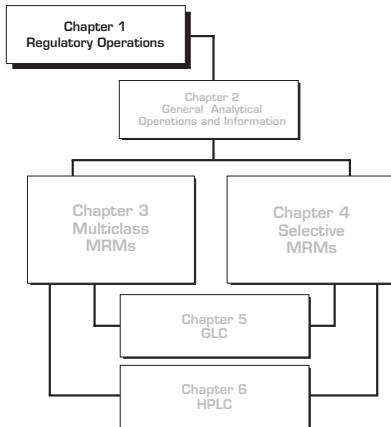 Chapter 1
Regulatory Operations
Chapter 2
General Analytical
Operations and Information
Chapter 3
Multiclass
MRMs
Chapter 4
Selective
MRMs
Chapter 5
GLC
Chapter 6
HPLC